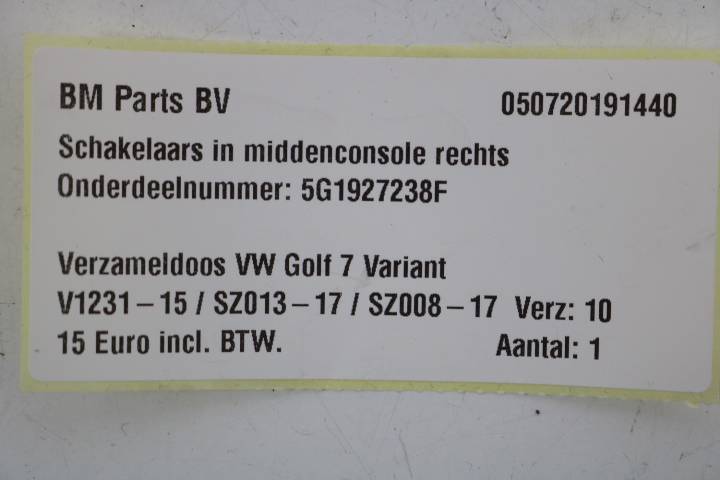 BM Parts BV 050720191440
Schakelaars in middenconsole rechts
Onderdeelnummer: 5G1927238F
Verzameldoos VW Golf 7 Variant
V1231-15 / SZ013-17 / SZ008-17 Verz: 10
15 Euro incl. BTW. Aantal: 1